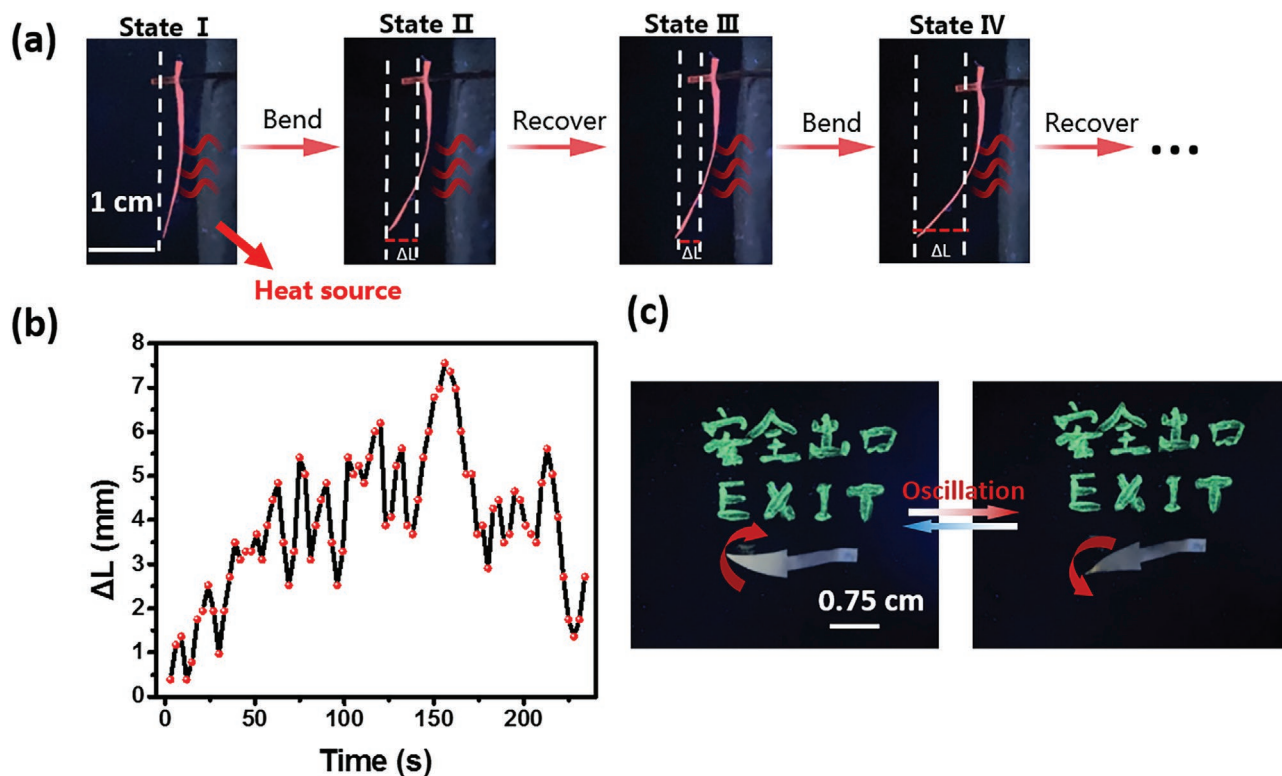 (a)
State I
State II
State III
State IV
Bend
Recover
Bend
Recover
...
1 cm
ΔL
ΔL
ΔL
Heat source
(b)
ΔL (mm)
8
7
6
5
4
3
2
1
0
0
50
100
150
200
Time (s)
(c)
安全出口
EXIT
0.75 cm
Oscillation
安全出口
EXIT